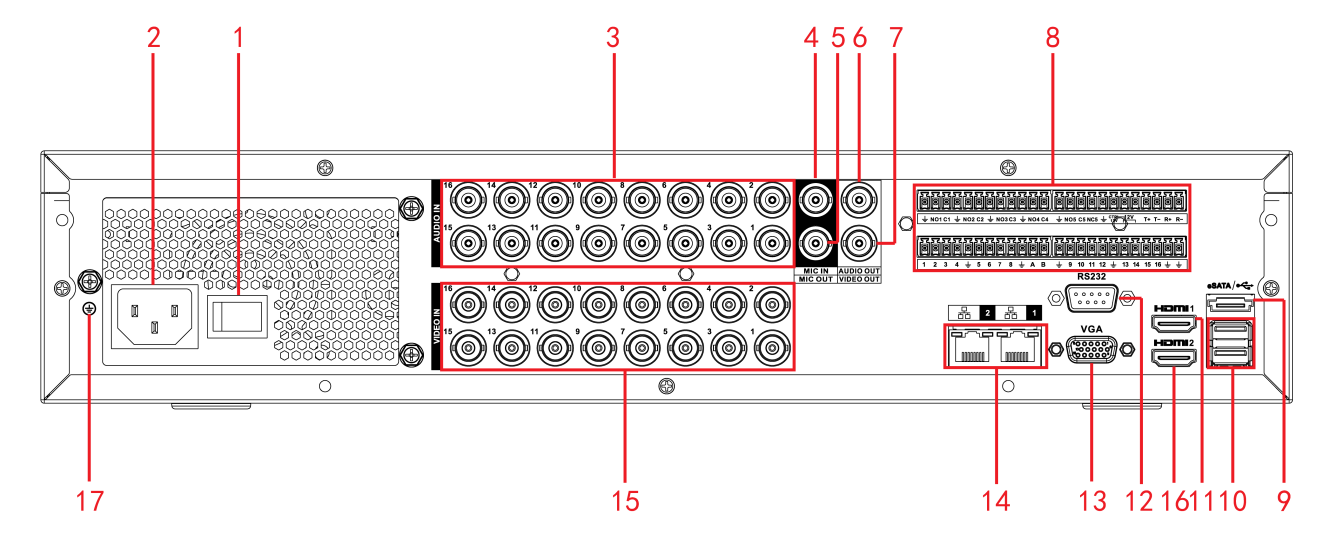 2 1 3 4 5 6 7 8
AUDIO IN
16 14 12 10 8 6 4 2
15 13 11 9 7 5 3 1
MIC IN AUDIO OUT
MIC OUT VIDEO OUT
NO1 C1 NO2 C2 NO3 C3 NO4 C4 NO5 C5 NC5 12V T+ T- R+ R-
1 2 3 4 5 6 7 8 A B 9 10 11 12 13 14 15 16
RS232
eSATA /
VIDEO IN
16 14 12 10 8 6 4 2
15 13 11 9 7 5 3 1
2 1
VGA
HDMI 1
HDMI 2
17 15 14 13 12 16 11 10 9